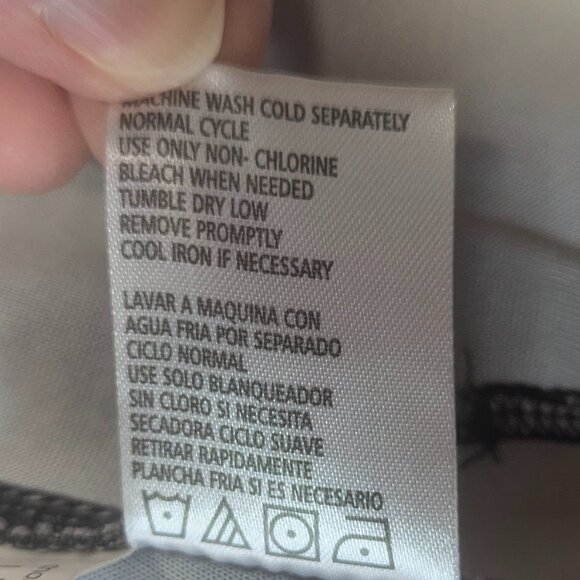 MACHINE WASH COLD SEPARATELY
NORMAL CYCLE
USE ONLY NON- CHLORINE
BLEACH WHEN NEEDED
TUMBLE DRY LOW
REMOVE PROMPTLY
COOL IRON IF NECESSARY
LAVAR A MAQUINA CON
AGUA FRIA POR SEPARADO
CICLO NORMAL
USE SOLO BLANQUEADOR
SIN CLORO SI NECESITA
SECADORA CICLO SUAVE
RETIRAR RAPIDAMENTE
PLANCHA FRIA SI ES NECESARIO